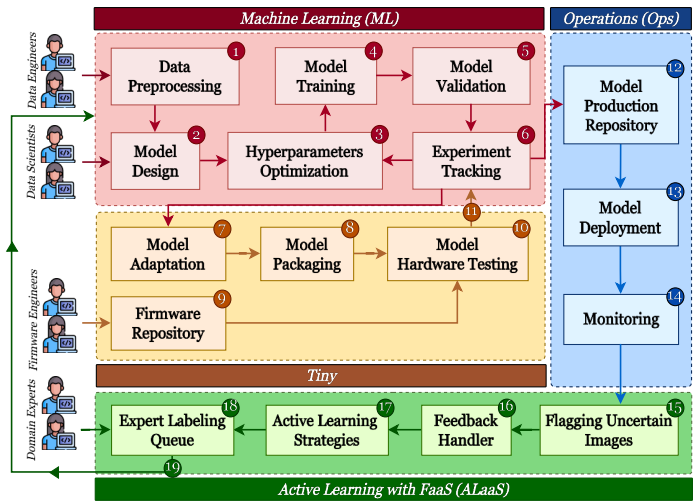 Machine Learning (ML)
Operations (Ops)
Data Engineers
1
Data
Preprocessing
4
Model
Training
5
Model
Validation
12
Model
Production
Repository
Data Scientists
2
Model
Design
3
Hyperparameters
Optimization
6
Experiment
Tracking
11
13
Model
Deployment
7
Model
Adaptation
8
Model
Packaging
10
Model
Hardware Testing
Firmware Engineers
9
Firmware
Repository
14
Monitoring
Tiny
Domain Experts
18
Expert Labeling
Queue
17
Active Learning
Strategies
16
Feedback
Handler
15
Flagging Uncertain
Images
19
Active Learning with FaaS (ALaaS)